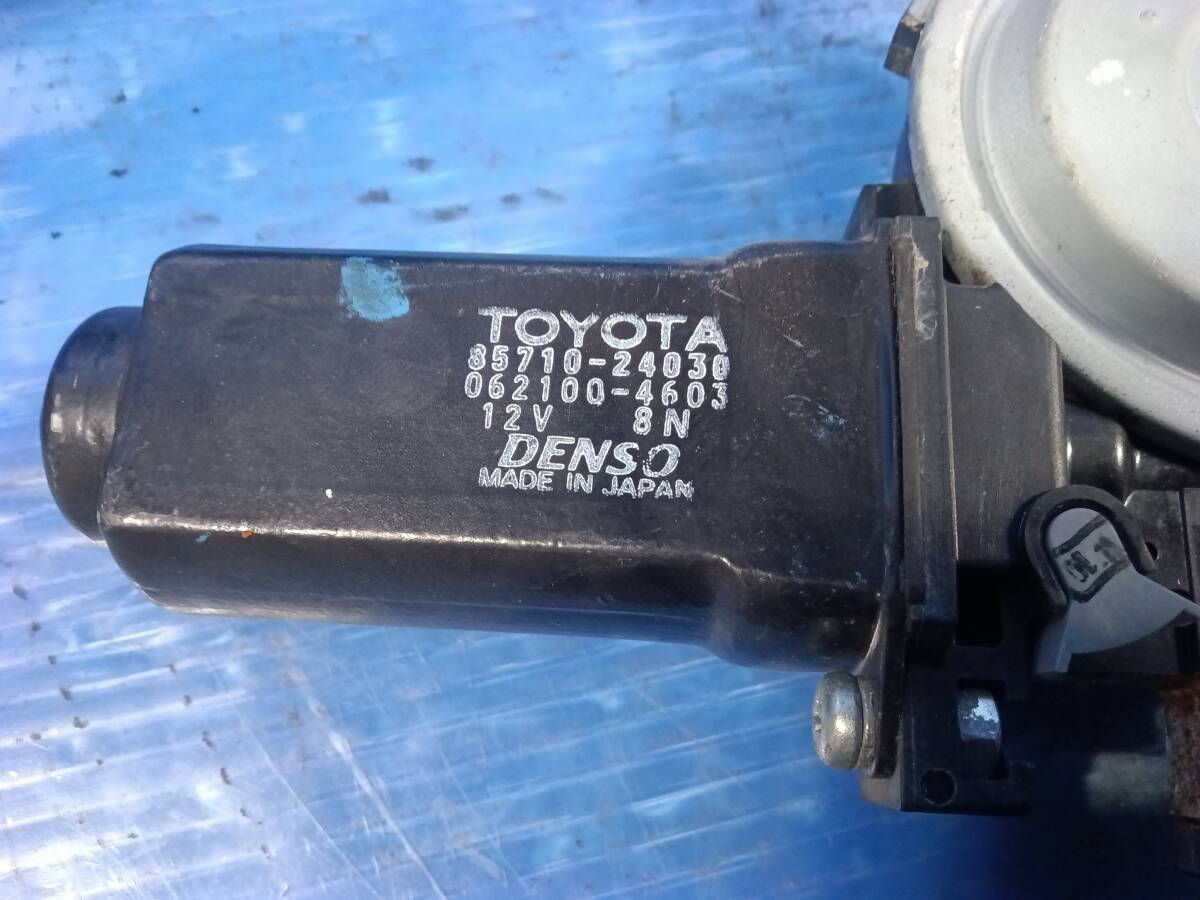 TOYOTA
85710-24030
062100-4603
12V 8N
DENSO
MADE IN JAPAN